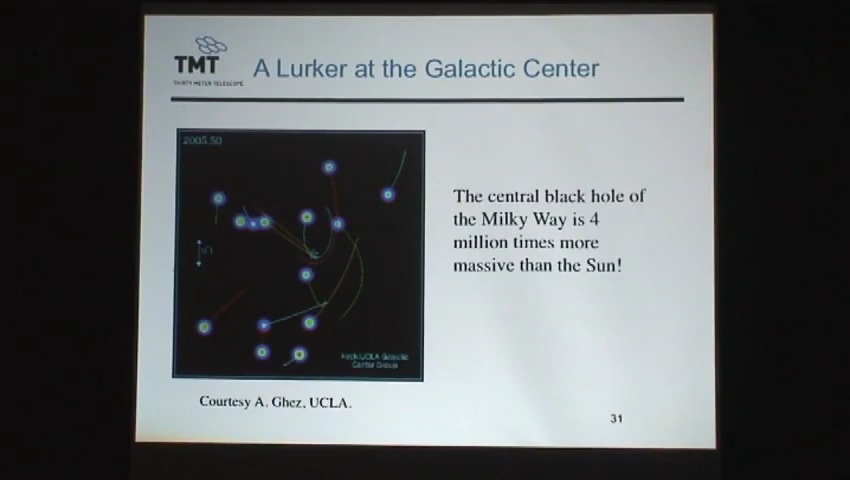 TMT
THIRTY METER TELESCOPE
A Lurker at the Galactic Center
2005.50
The central black hole of
the Milky Way is 4
million times more
massive than the Sun!
Keck/UCLA Galactic
Center Group
Courtesy A. Ghez, UCLA.
31